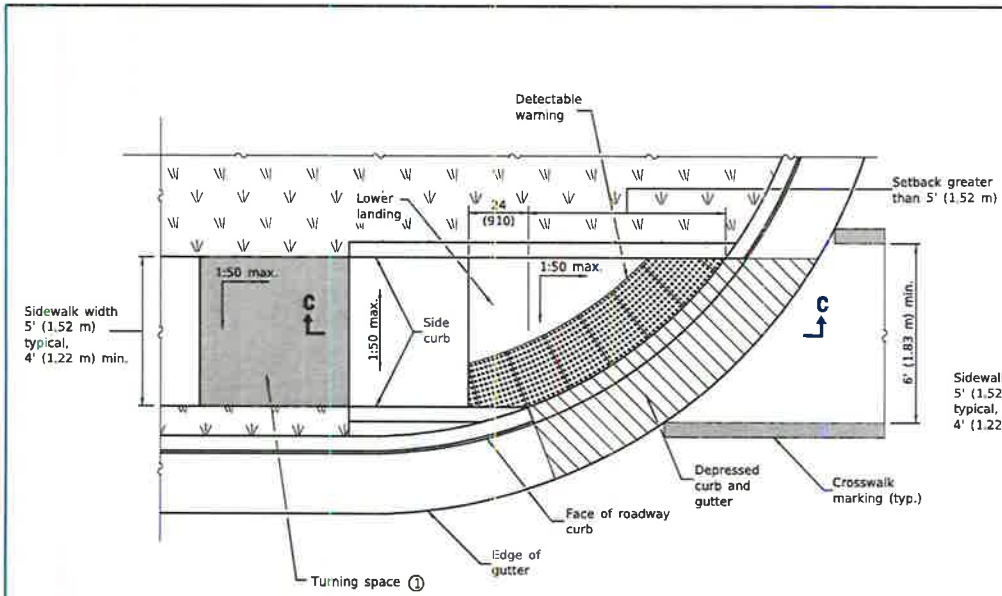 Detectable
warning
Setback greater
than 5' (1.52 m)
Lower
landing
24
(910)
1:50 max.
1:50 max.
Sidewalk width
5' (1.52 m)
typical,
4' (1.22 m) min.
C
1:50 max.
Side
curb
C
6' (1.83 m) min.
Sidewalk
5' (1.52
typical,
4' (1.22
Depressed
curb and
gutter
Crosswalk
marking (typ.)
Face of roadway
curb
Edge of
gutter
Turning space ①